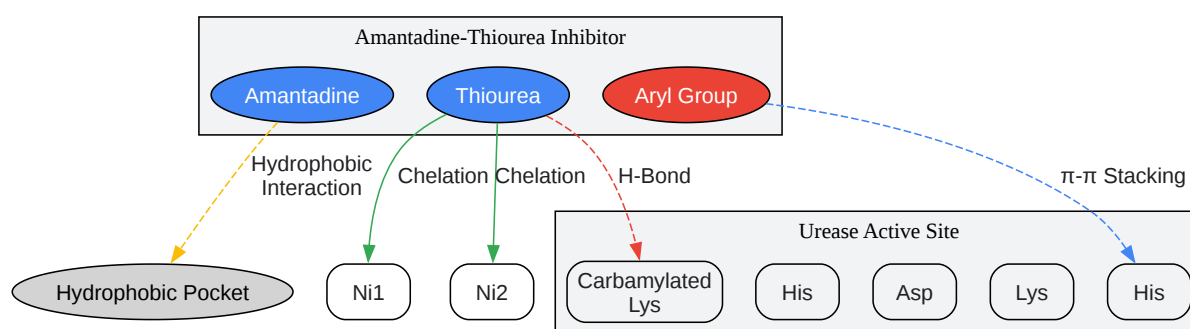 Amantadine-Thiourea Inhibitor
Amantadine
Thiourea
Aryl Group
Hydrophobic
Interaction
Chelation
Chelation
H-Bond
π-π Stacking
Urease Active Site
Hydrophobic Pocket
Ni1
Ni2
Carbamylated
Lys
His
Asp
Lys
His